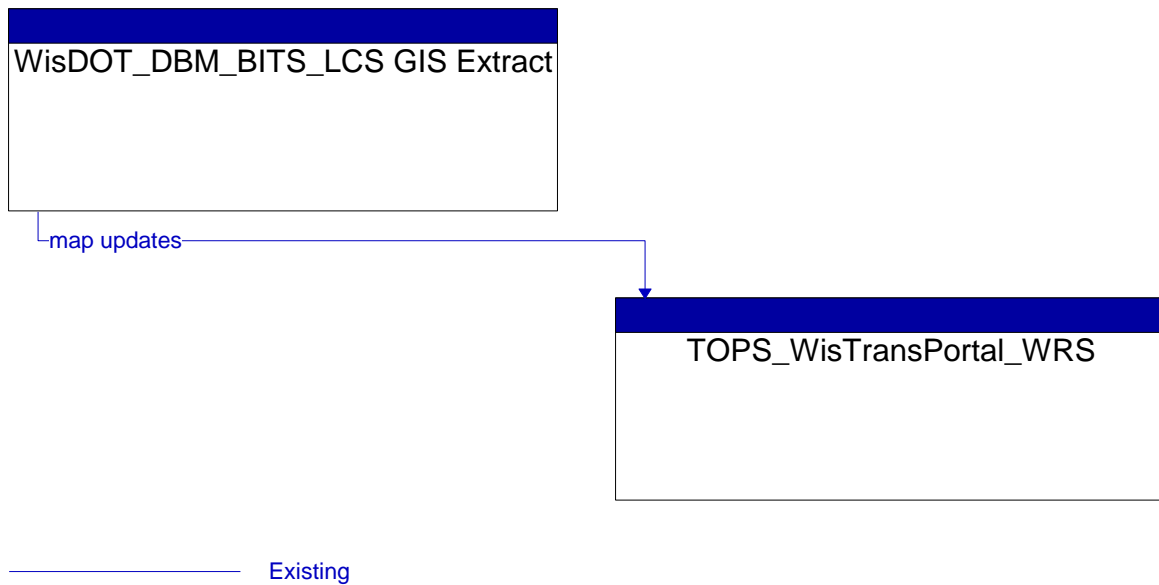 WisDOT_DBM_BITS_LCS GIS Extract
map updates
TOPS_WisTransPortal_WRS
Existing